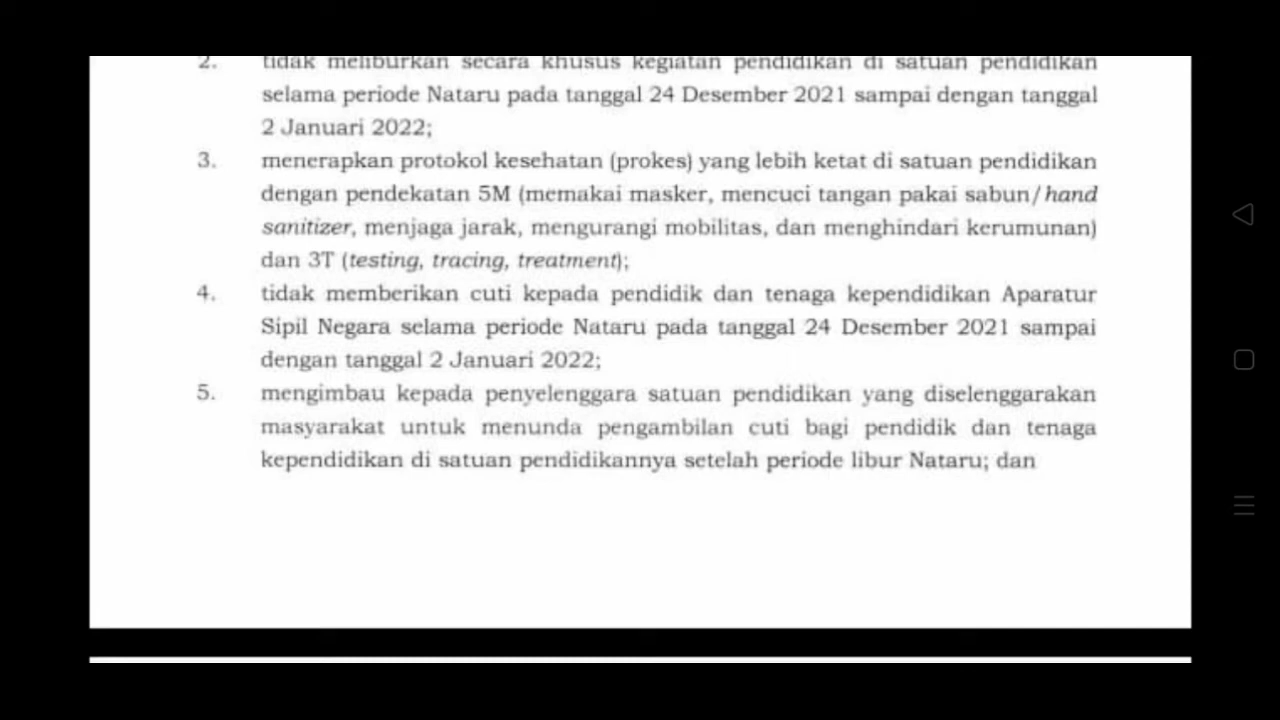 2. tidak meliburkan secara khusus kegiatan pendidikan di satuan pendidikan
selama periode Nataru pada tanggal 24 Desember 2021 sampai dengan tanggal
2 Januari 2022;
3. menerapkan protokol kesehatan (prokes) yang lebih ketat di satuan pendidikan
dengan pendekatan 5M (memakai masker, mencuci tangan pakai sabun/hand
sanitizer, menjaga jarak, mengurangi mobilitas, dan menghindari kerumunan)
dan 3T (testing, tracing, treatment);
4. tidak memberikan cuti kepada pendidik dan tenaga kependidikan Aparatur
Sipil Negara selama periode Nataru pada tanggal 24 Desember 2021 sampai
dengan tanggal 2 Januari 2022;
5. mengimbau kepada penyelenggara satuan pendidikan yang diselenggarakan
masyarakat untuk menunda pengambilan cuti bagi pendidik dan tenaga
kependidikan di satuan pendidikannya setelah periode libur Nataru; dan